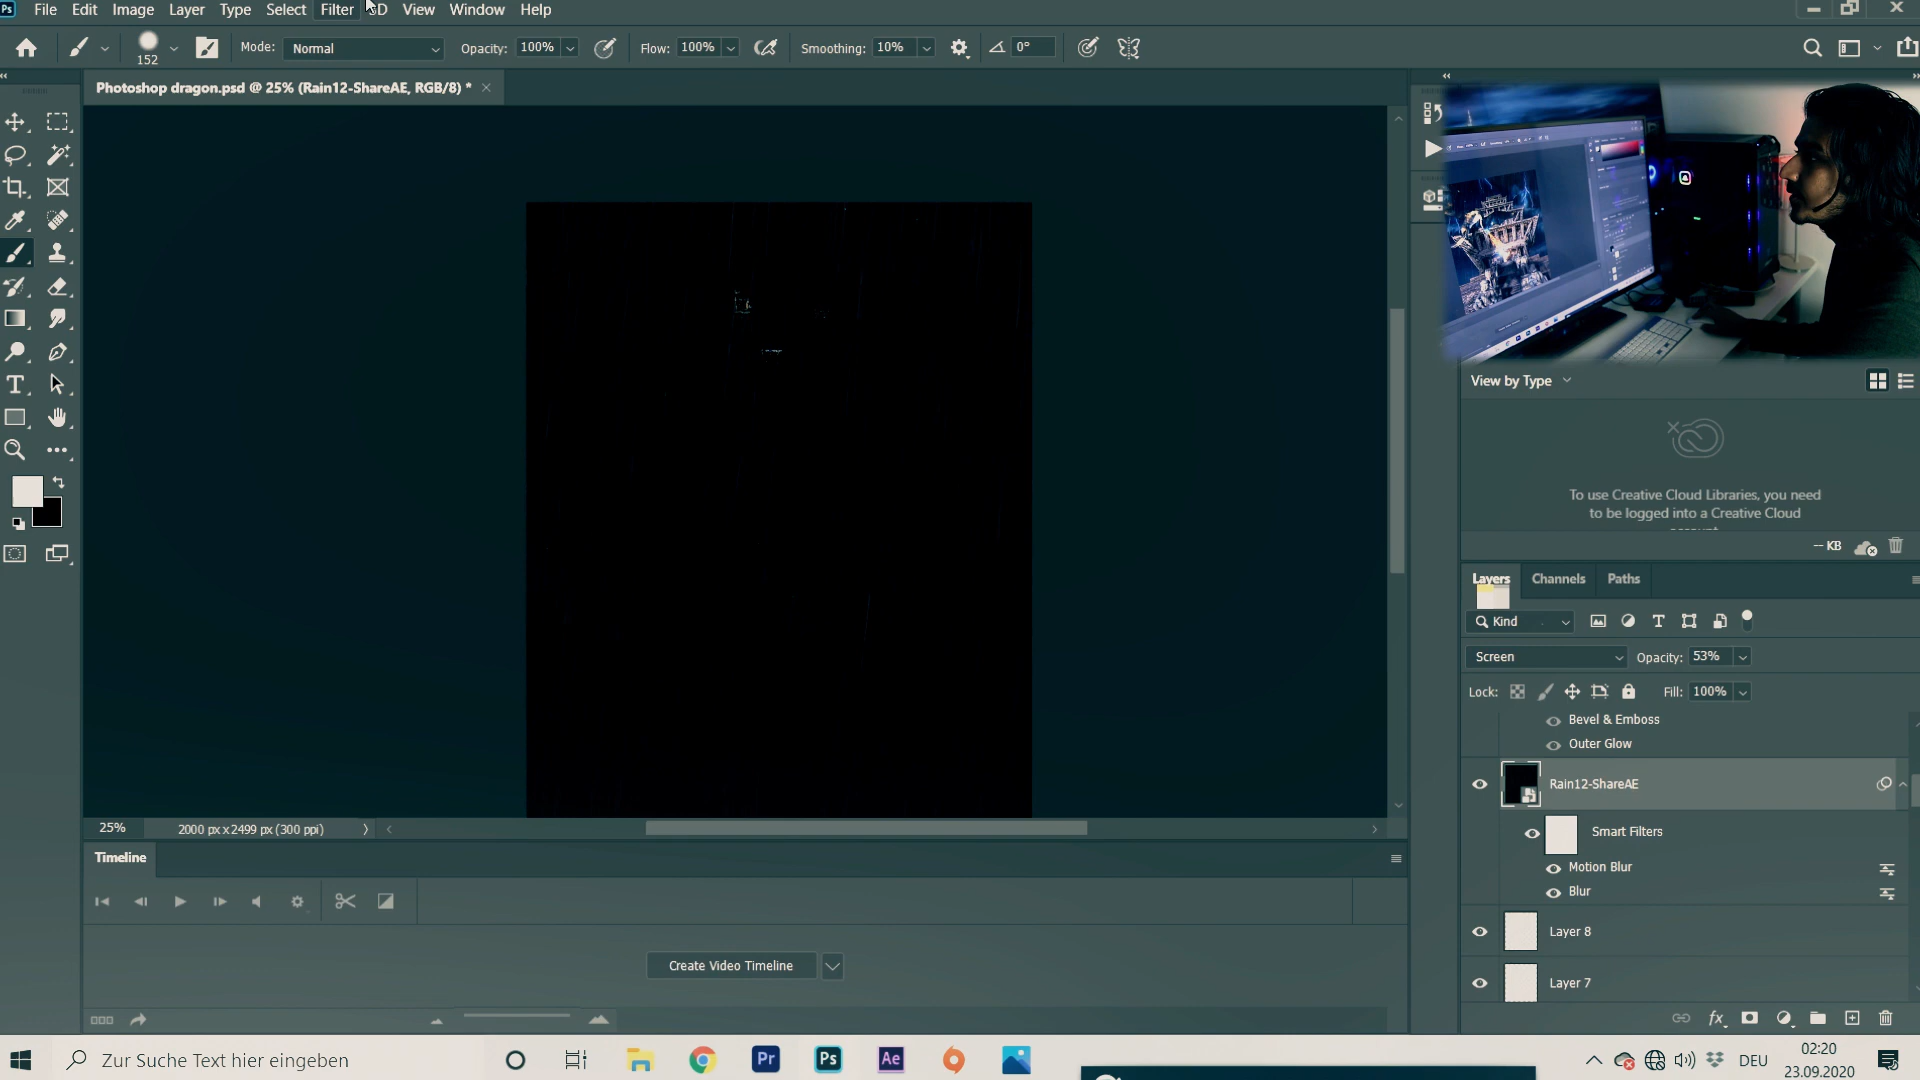 Ps File Edit Image Layer Type Select Filter 3D View Window Help
152 Mode: Normal Opacity: 100% Flow: 100% Smoothing: 10% 0°
Photoshop dragon.psd @ 25% (Rain12-ShareAE, RGB/8) *
View by Type
To use Creative Cloud Libraries, you need
to be logged into a Creative Cloud
-- KB
Layers Channels Paths
Kind
Screen Opacity: 53%
Lock: Fill: 100%
Bevel & Emboss
Outer Glow
Rain12-ShareAE
Smart Filters
Motion Blur
Blur
Layer 8
Layer 7
25% 2000 px x 2499 px (300 ppi)
Timeline
Create Video Timeline
Zur Suche Text hier eingeben
Pr Ps Ae
DEU
02:20
23.09.2020